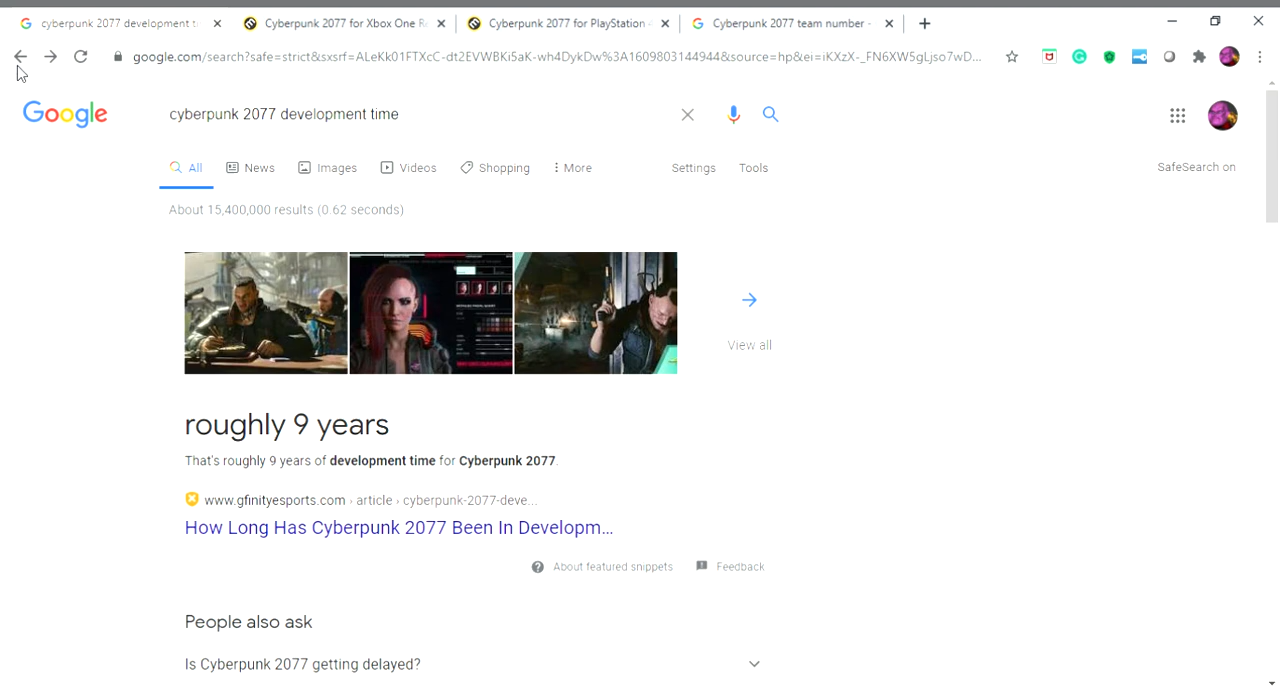 cyberpunk 2077 development t
Cyberpunk 2077 for Xbox One Re
Cyberpunk 2077 for PlayStation
Cyberpunk 2077 team number -
google.com/search?safe=strict&sxsrf=ALeKk01FTXcC-dt2EVWBKi5aK-wh4DykDw%3A1609803144944&source=hp&ei=iKXzX-_FN6XW5gLjso7wD...
Google
cyberpunk 2077 development time
All
News
Images
Videos
Shopping
More
Settings
Tools
SafeSearch on
About 15,400,000 results (0.62 seconds)
View all
roughly 9 years
That's roughly 9 years of development time for Cyberpunk 2077.
www.gfinityesports.com › article › cyberpunk-2077-deve...
How Long Has Cyberpunk 2077 Been In Developm...
About featured snippets
Feedback
People also ask
Is Cyberpunk 2077 getting delayed?